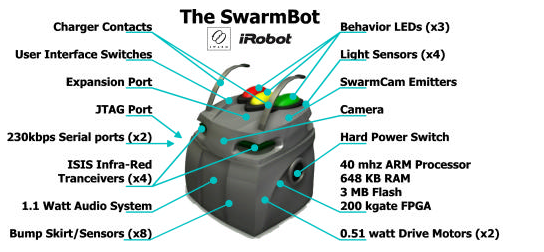 The SwarmBot
iRobot
Charger Contacts
User Interface Switches
Expansion Port
JTAG Port
230kbps Serial ports (x2)
ISIS Infra-Red
Tranceivers (x4)
1.1 Watt Audio System
Bump Skirt/Sensors (x8)
Behavior LEDs (x3)
Light Sensors (x4)
SwarmCam Emitters
Camera
Hard Power Switch
40 mhz ARM Processor
648 KB RAM
3 MB Flash
200 kgate FPGA
0.51 watt Drive Motors (x2)